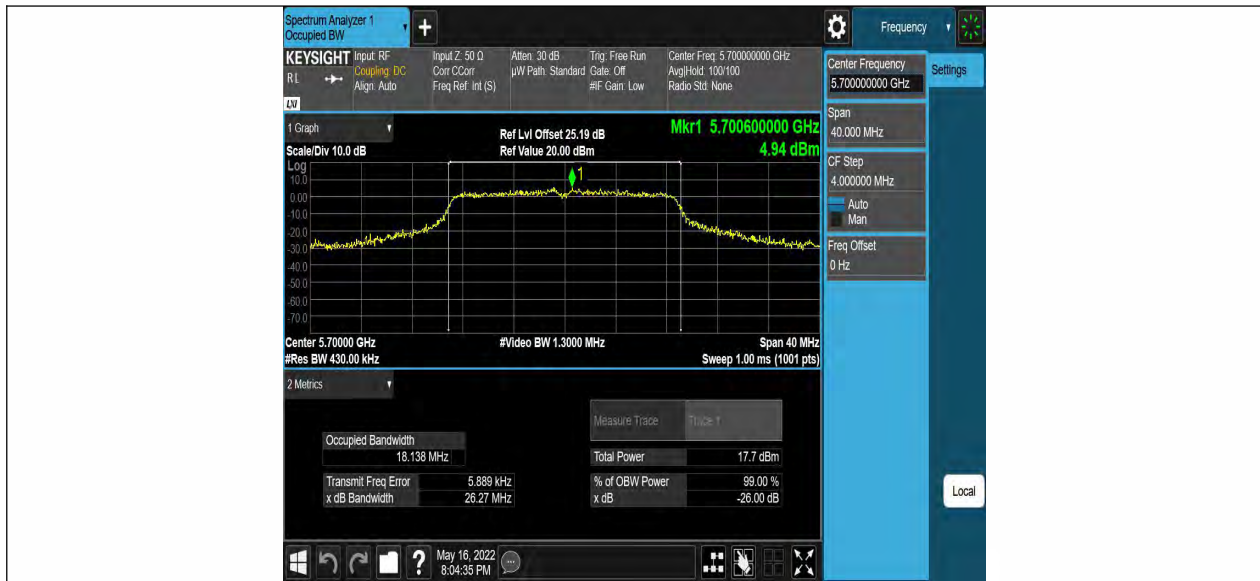 Spectrum Analyzer 1
Occupied BW
Frequency
KEYSIGHT
RL
LXI
Input: RF
Coupling: DC
Align: Auto
Input Z: 50 Ω
Corr CCorr
Freq Ref: Int (S)
Atten: 30 dB
µW Path: Standard
Trig: Free Run
Gate: Off
#IF Gain: Low
Center Freq: 5.700000000 GHz
Avg|Hold: 100/100
Radio Std: None
Center Frequency
5.700000000 GHz
Settings
Span
40.000 MHz
CF Step
4.000000 MHz
Auto
Man
Freq Offset
0 Hz
Local
1 Graph
Scale/Div 10.0 dB
Ref Lvl Offset 25.19 dB
Ref Value 20.00 dBm
Mkr1 5.700600000 GHz
4.94 dBm
Log
1
10.0
0.00
-10.0
-20.0
-30.0
-40.0
-50.0
-60.0
-70.0
Center 5.70000 GHz
#Video BW 1.3000 MHz
Span 40 MHz
#Res BW 430.00 kHz
Sweep 1.00 ms (1001 pts)
2 Metrics
Measure Trace Trace 1
Occupied Bandwidth
18.138 MHz
Total Power 17.7 dBm
Transmit Freq Error 5.889 kHz
% of OBW Power 99.00 %
x dB Bandwidth 26.27 MHz
x dB -26.00 dB
May 16, 2022
8:04:35 PM